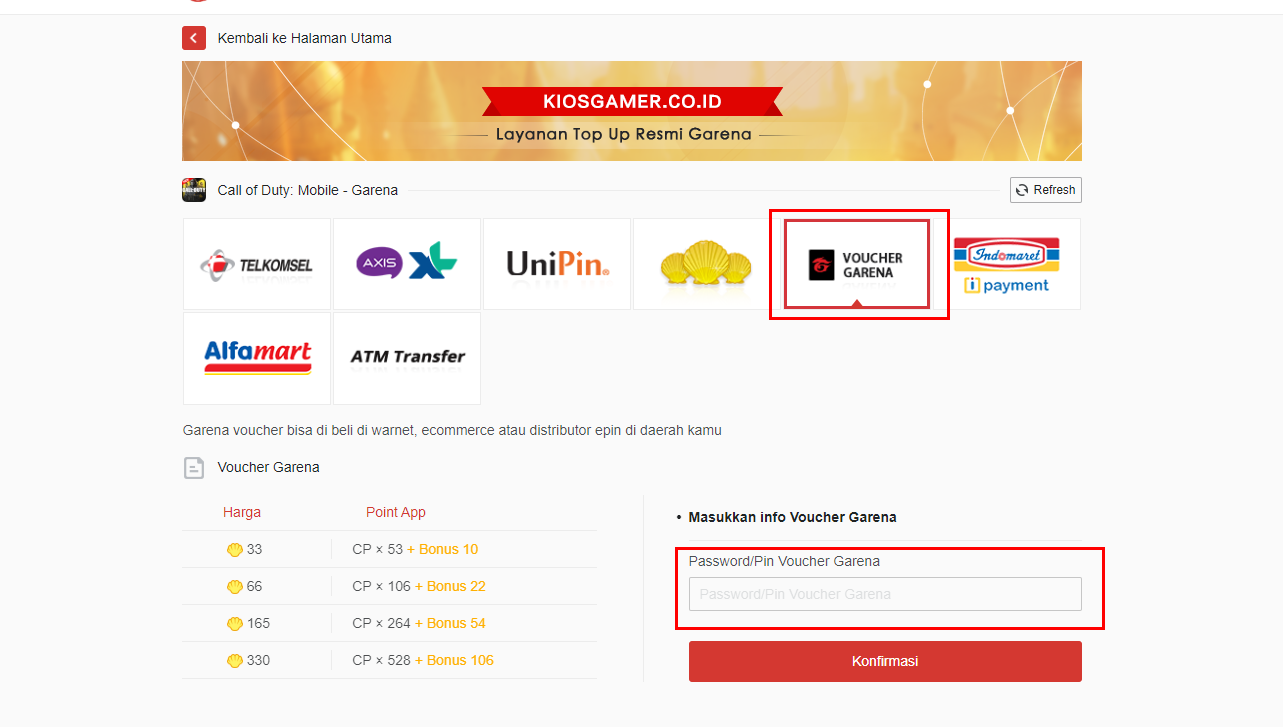 Kembali ke Halaman Utama
KIOSGAMER.CO.ID
Layanan Top Up Resmi Garena
Call of Duty: Mobile - Garena
Refresh
TELKOMSEL
AXIS XL
UniPin®
VOUCHER
GARENA
Indomaret
i payment
Alfamart
ATM Transfer
Garena voucher bisa di beli di warnet, ecommerce atau distributor epin di daerah kamu
Voucher Garena
Harga Point App
33 CP × 53 + Bonus 10
66 CP × 106 + Bonus 22
165 CP × 264 + Bonus 54
330 CP × 528 + Bonus 106
• Masukkan info Voucher Garena
Password/Pin Voucher Garena
Password/Pin Voucher Garena
Konfirmasi